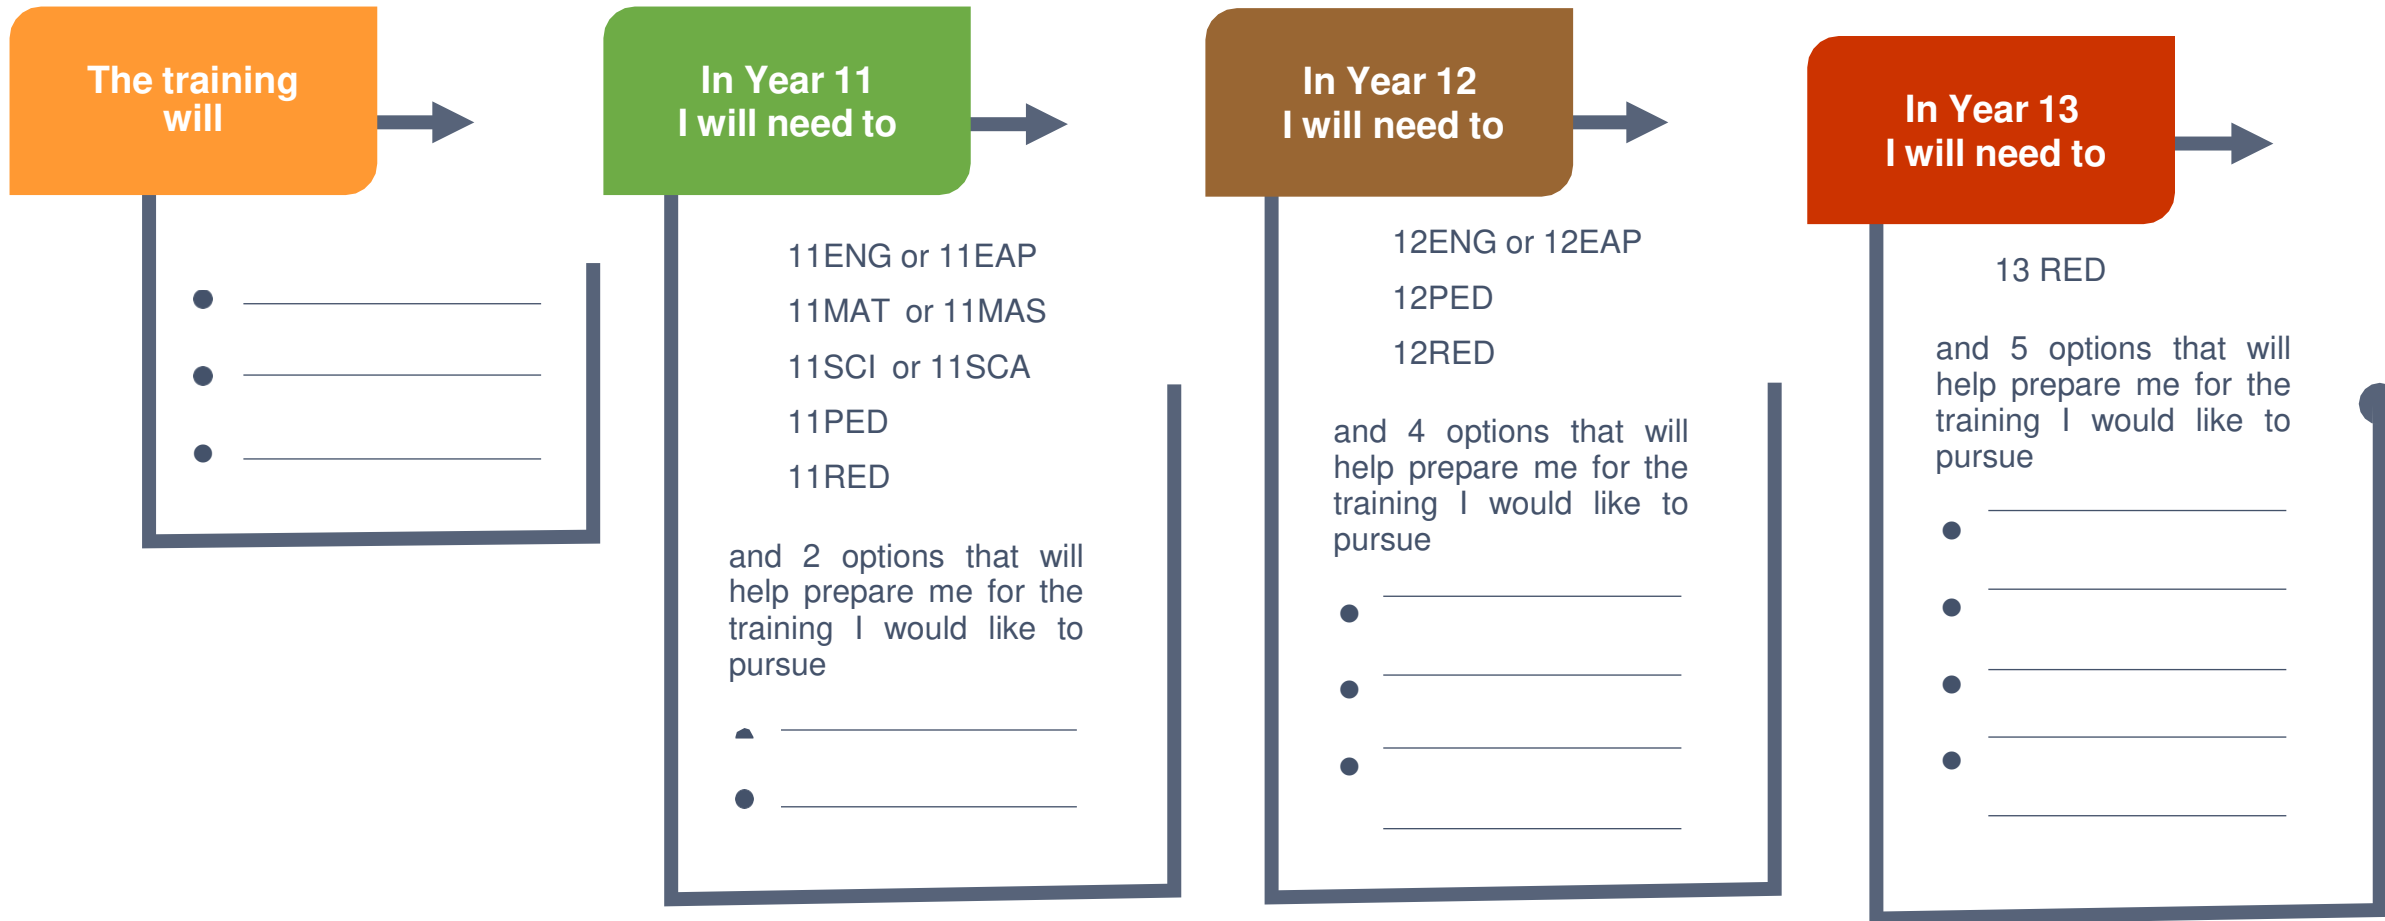 The training
will
In Year 11
I will need to
11ENG or 11EAP
11MAT or 11MAS
11SCI or 11SCA
11PED
11RED
and 2 options that will
help prepare me for the
training I would like to
pursue
In Year 12
I will need to
12ENG or 12EAP
12PED
12RED
and 4 options that will
help prepare me for the
training I would like to
pursue
In Year 13
I will need to
13 RED
and 5 options that will
help prepare me for the
training I would like to
pursue